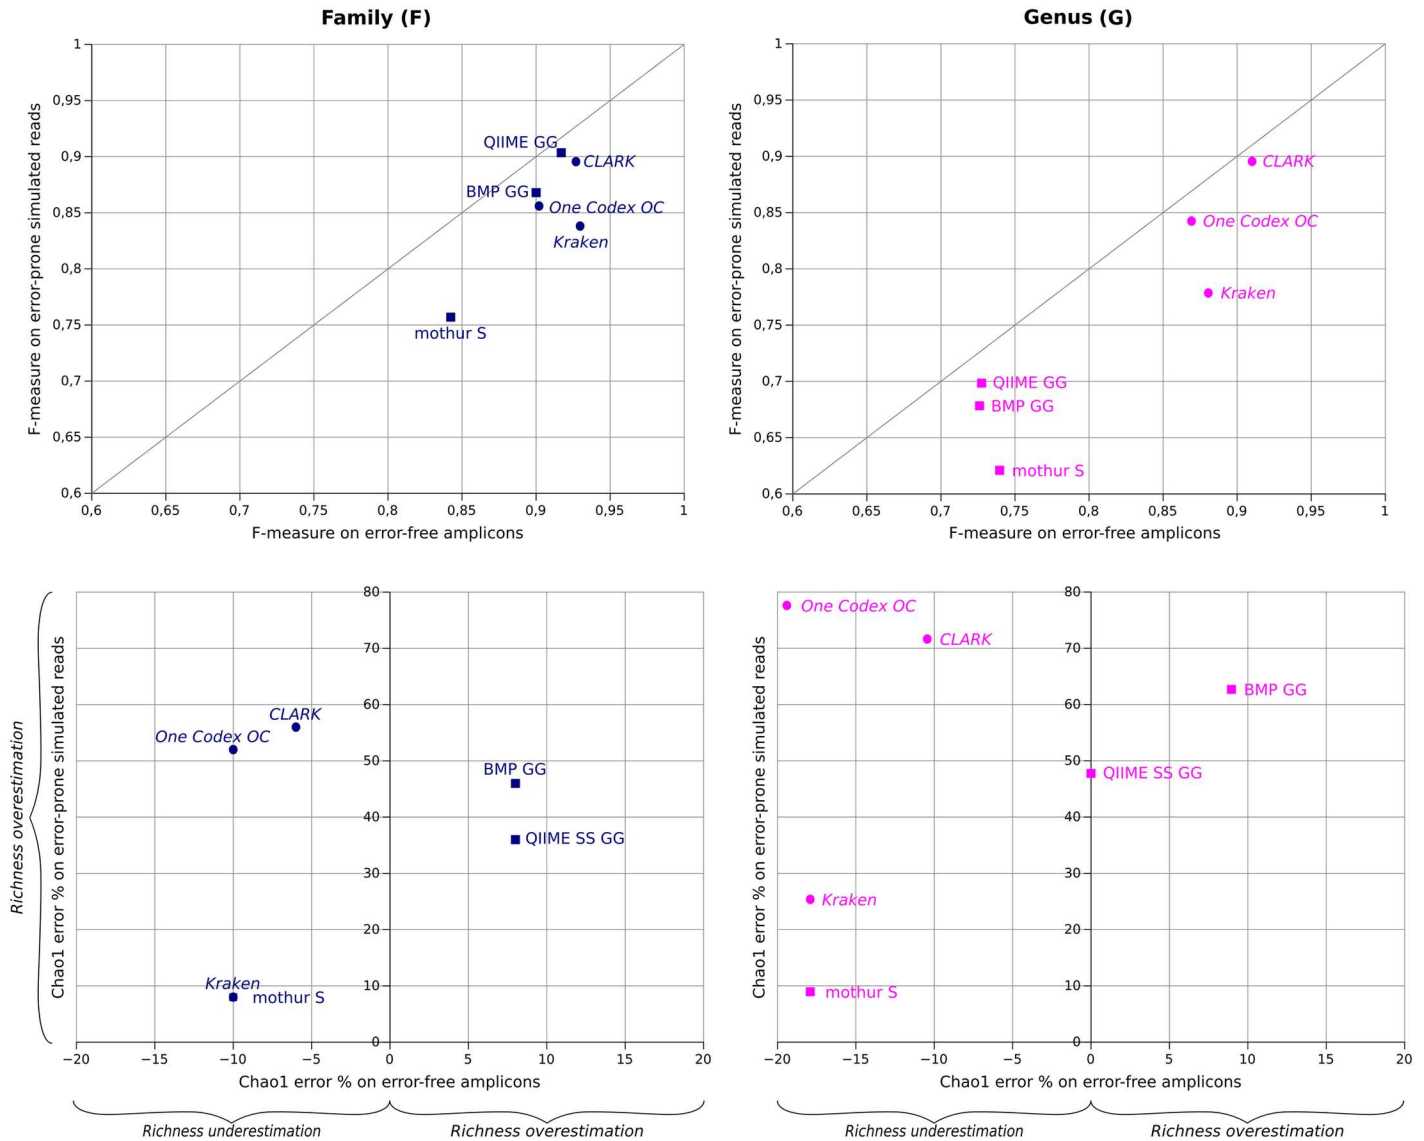 Family (F)
Genus (G)
F-measure on error-prone simulated reads
1
0,95
0,9
0,85
0,8
0,75
0,7
0,65
0,6
QIIME GG
CLARK
BMP GG
One Codex OC
Kraken
mothur S
0,6 0,65 0,7 0,75 0,8 0,85 0,9 0,95 1
F-measure on error-free amplicons
F-measure on error-prone simulated reads
1
0,95
0,9
0,85
0,8
0,75
0,7
0,65
0,6
CLARK
One Codex OC
Kraken
QIIME GG
BMP GG
mothur S
0,6 0,65 0,7 0,75 0,8 0,85 0,9 0,95 1
F-measure on error-free amplicons
Richness overestimation
Chao1 error % on error-prone simulated reads
80
70
60
50
40
30
20
10
0
CLARK
One Codex OC
BMP GG
QIIME SS GG
Kraken
mothur S
−20 −15 −10 −5 0 5 10 15 20
Chao1 error % on error-free amplicons
Richness underestimation
Richness overestimation
Chao1 error % on error-prone simulated reads
80
70
60
50
40
30
20
10
0
One Codex OC
CLARK
BMP GG
QIIME SS GG
Kraken
mothur S
−20 −15 −10 −5 0 5 10 15 20
Chao1 error % on error-free amplicons
Richness underestimation
Richness overestimation